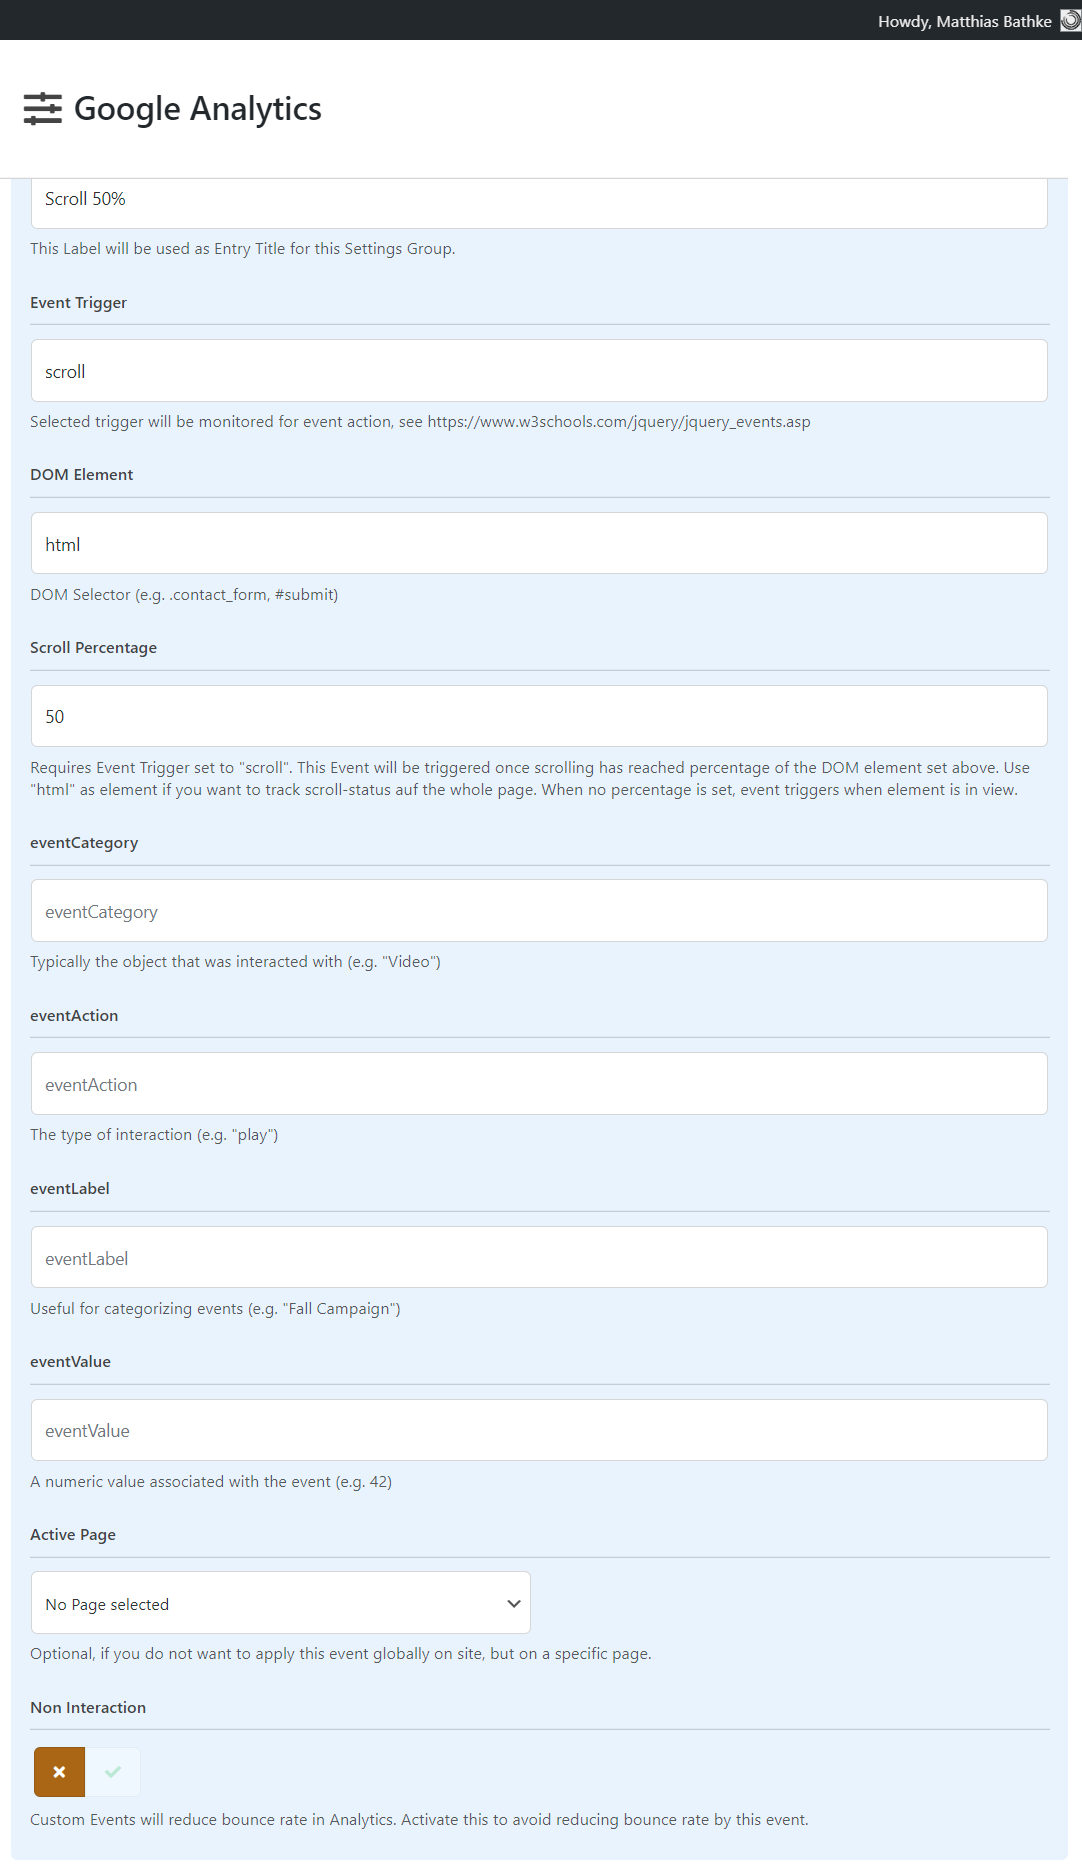 Howdy, Matthias Bathke
Google Analytics
Scroll 50%
This Label will be used as Entry Title for this Settings Group.
Event Trigger
scroll
Selected trigger will be monitored for event action, see https://www.w3schools.com/jquery/jquery_events.asp
DOM Element
html
DOM Selector (e.g. .contact_form, #submit)
Scroll Percentage
50
Requires Event Trigger set to "scroll". This Event will be triggered once scrolling has reached percentage of the DOM element set above. Use
"html" as element if you want to track scroll-status auf the whole page. When no percentage is set, event triggers when element is in view.
eventCategory
eventCategory
Typically the object that was interacted with (e.g. "Video")
eventAction
eventAction
The type of interaction (e.g. "play")
eventLabel
eventLabel
Useful for categorizing events (e.g. "Fall Campaign")
eventValue
eventValue
A numeric value associated with the event (e.g. 42)
Active Page
No Page selected
Optional, if you do not want to apply this event globally on site, but on a specific page.
Non Interaction
Custom Events will reduce bounce rate in Analytics. Activate this to avoid reducing bounce rate by this event.